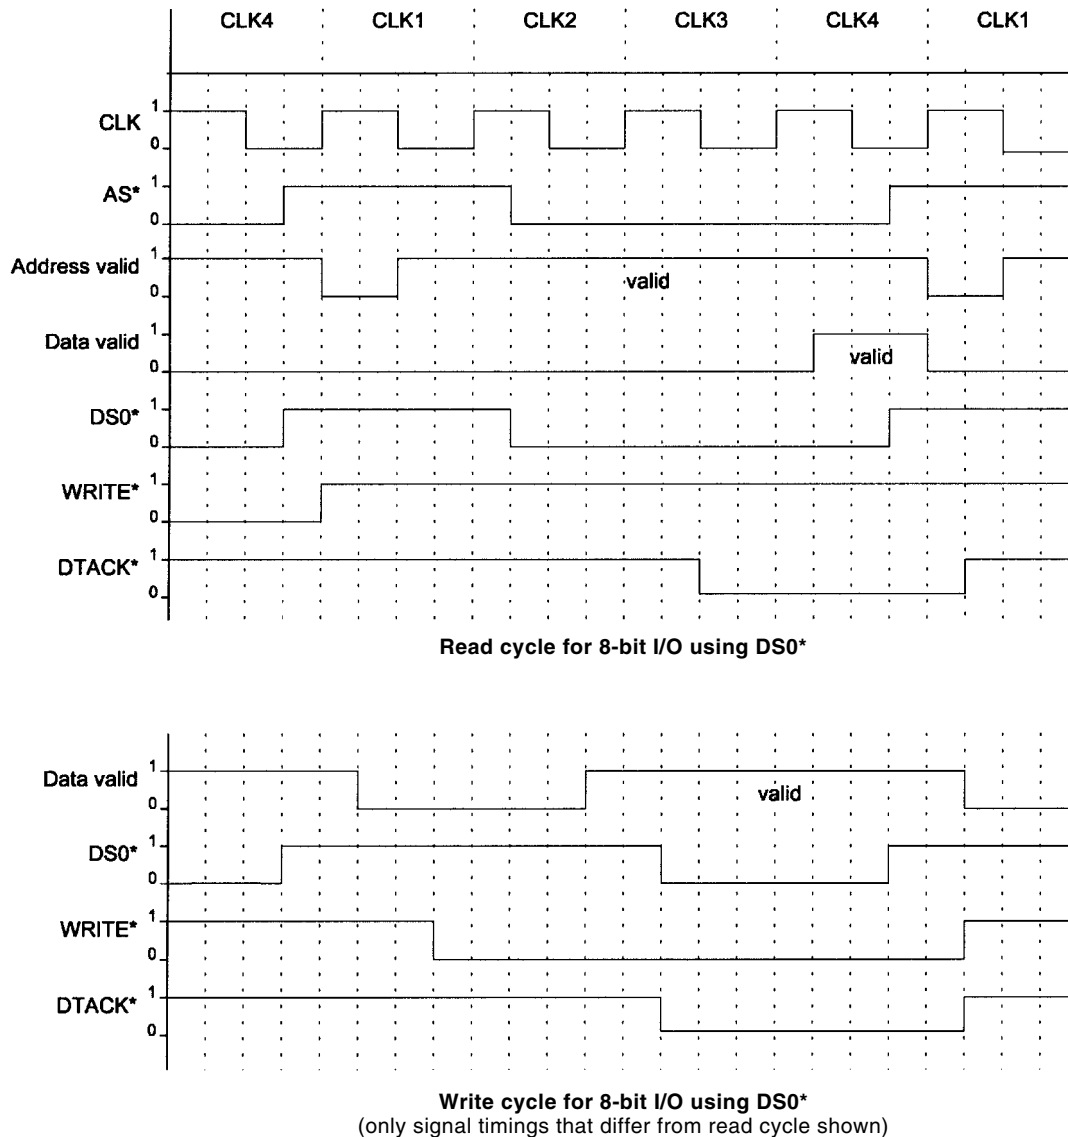 CLK4 CLK1 CLK2 CLK3 CLK4 CLK1
CLK 1 0
AS* 1 0
Address valid 1 0 valid
Data valid 1 0 valid
DS0* 1 0
WRITE* 1 0
DTACK* 1 0
Read cycle for 8-bit I/O using DS0*
Data valid 1 0 valid
DS0* 1 0
WRITE* 1 0
DTACK* 1 0
Write cycle for 8-bit I/O using DS0*
(only signal timings that differ from read cycle shown)